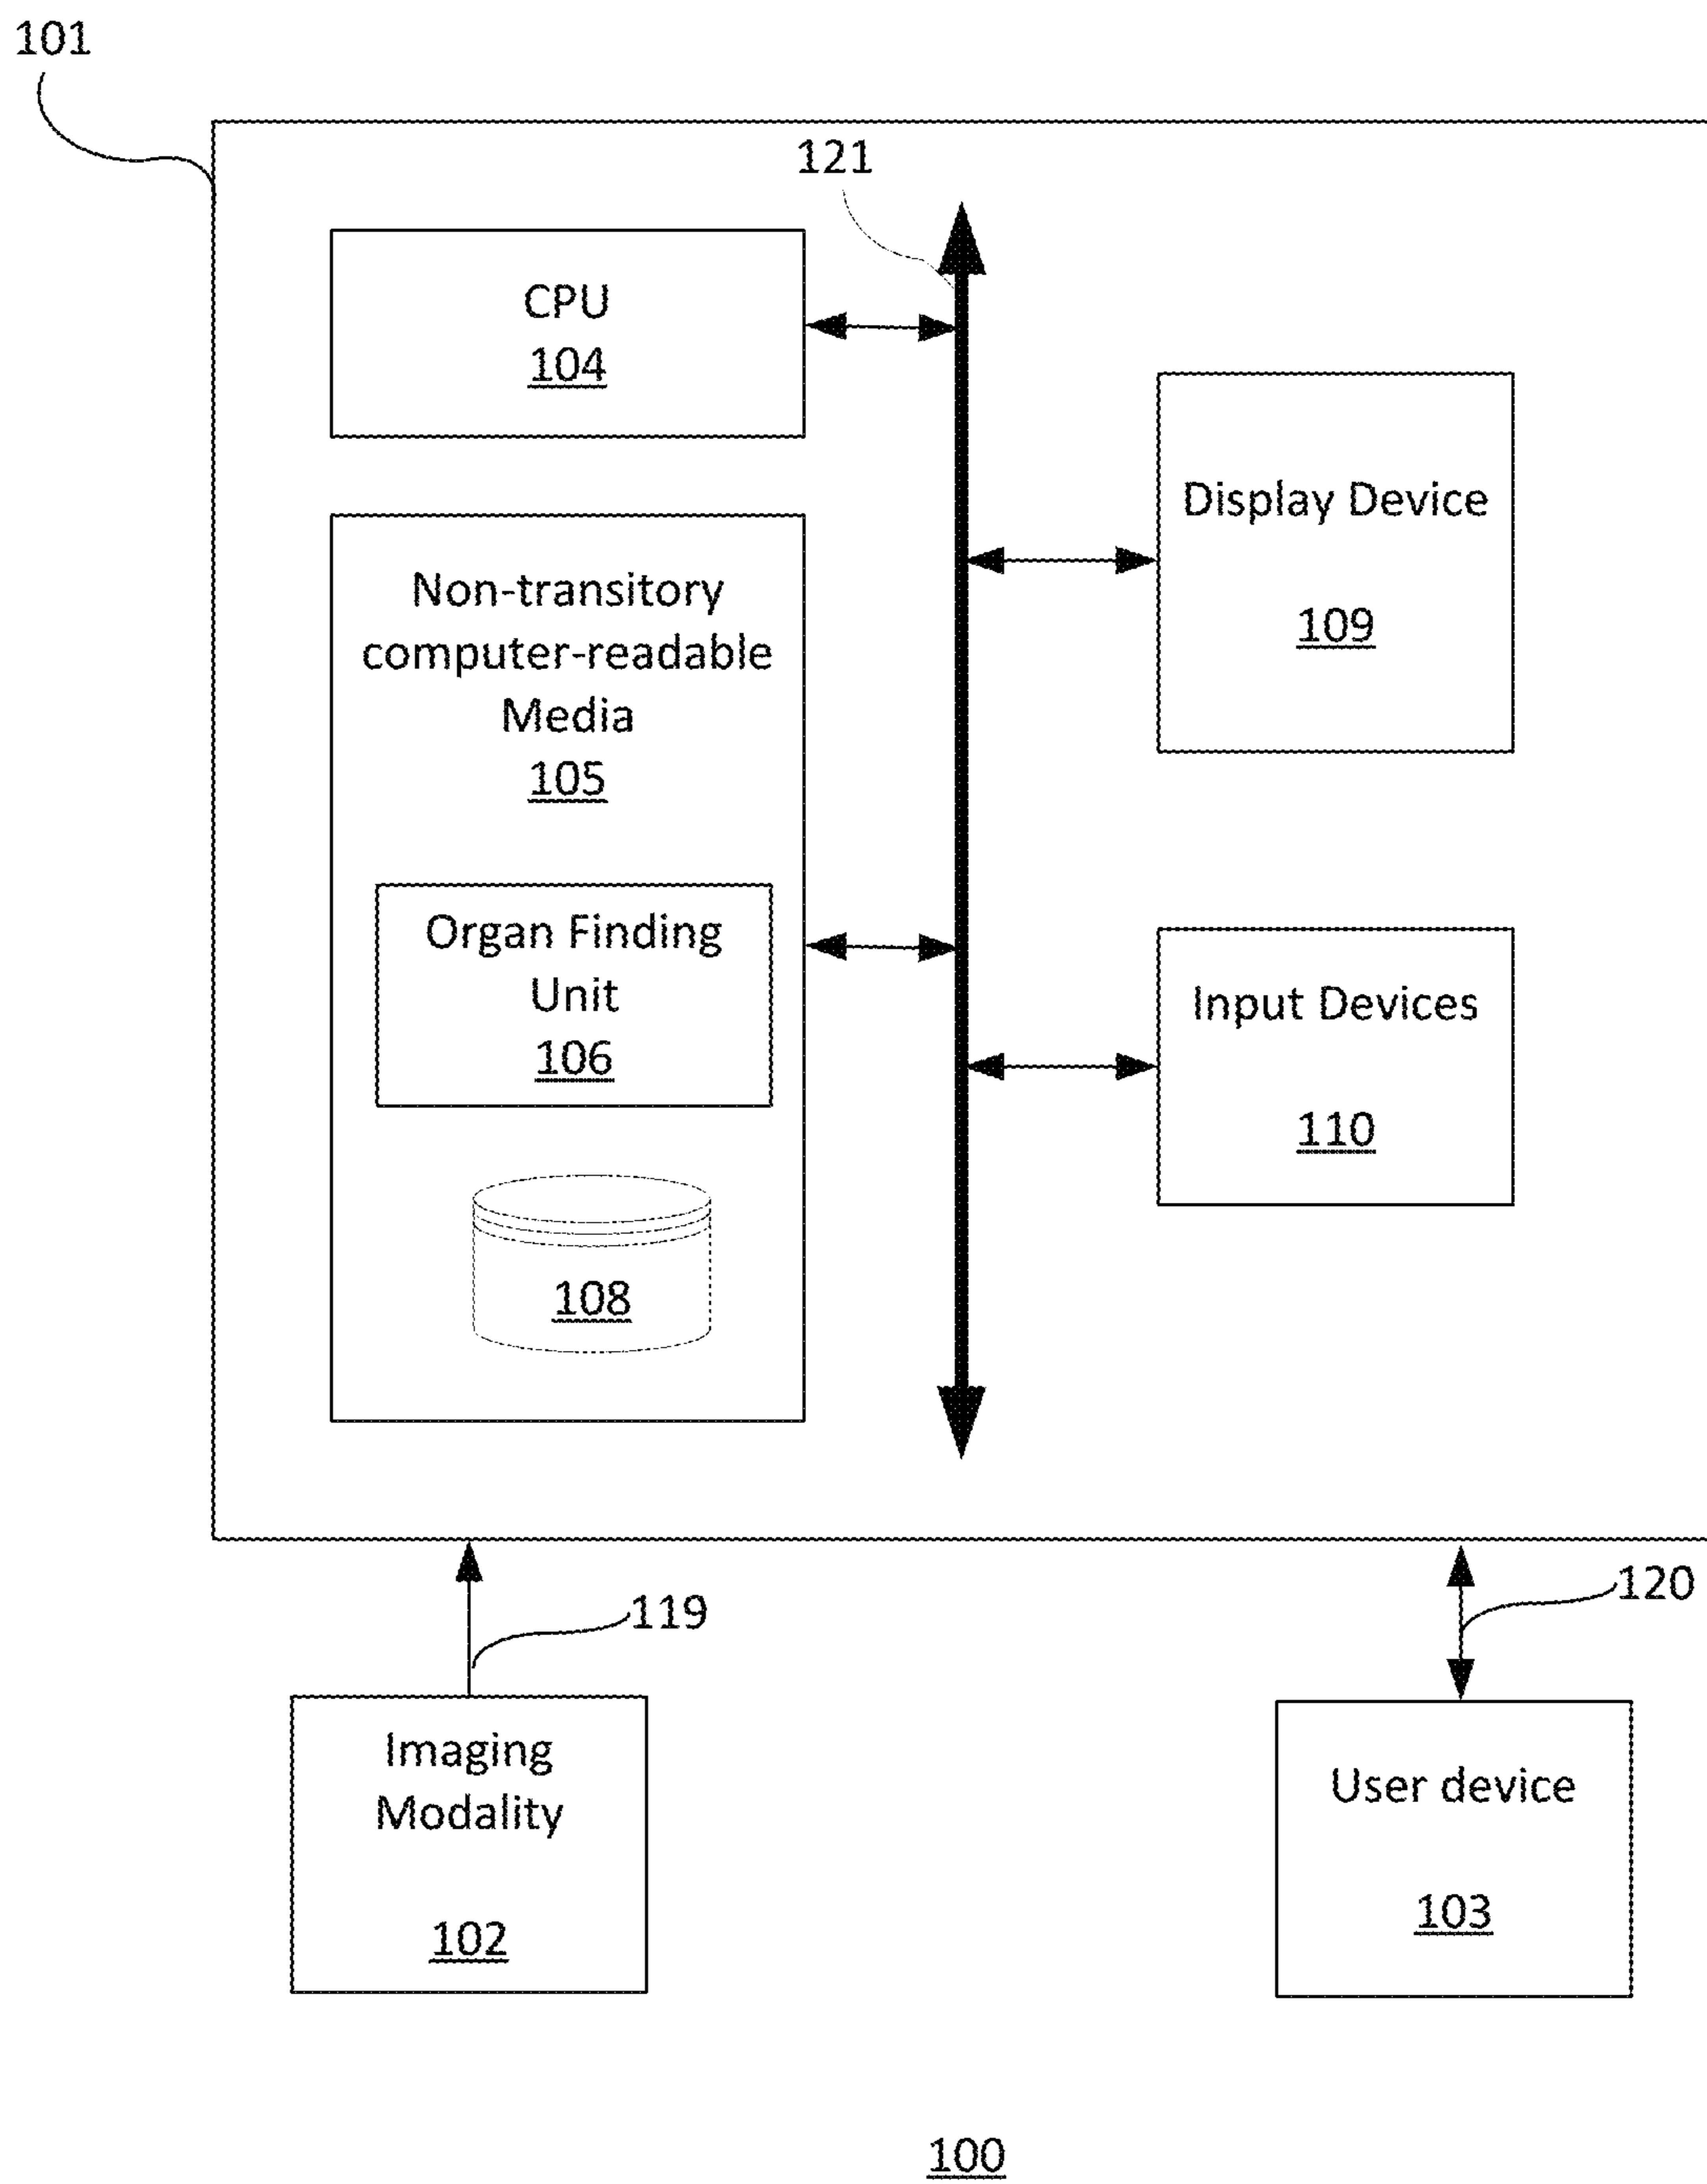 101
121
CPU
104
Display Device
109
Non-transitory
computer-readable
Media
105
Organ Finding
Unit
106
Input Devices
110
108
119
120
Imaging
Modality
102
User device
103
100